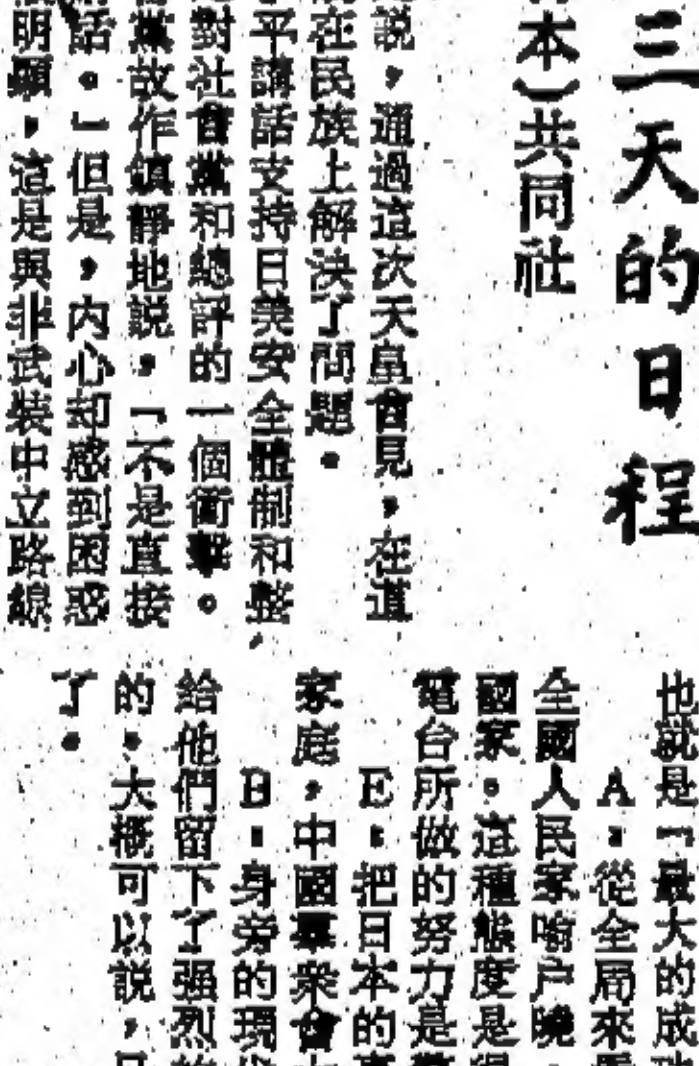 三天的日程
本）共同社
説，通過這次天皇會見，在道
在民族上解決了問題。
平講話支持日美安全體制和整
對社會黨和總評的一個衝擊。
黨故作鎮靜地説，「不是直接
話。」但是，內心却感到困惑
明顯，這是與非武裝中立路線
也就是「最大的成
A：從全局來看
全國人民家喻户曉，
國家。這種態度是
電台所做的努力是
E：把日本的
家庭，中國羣衆會
B：身旁的現
給他們留下了强烈
的，大概可以説，
了。